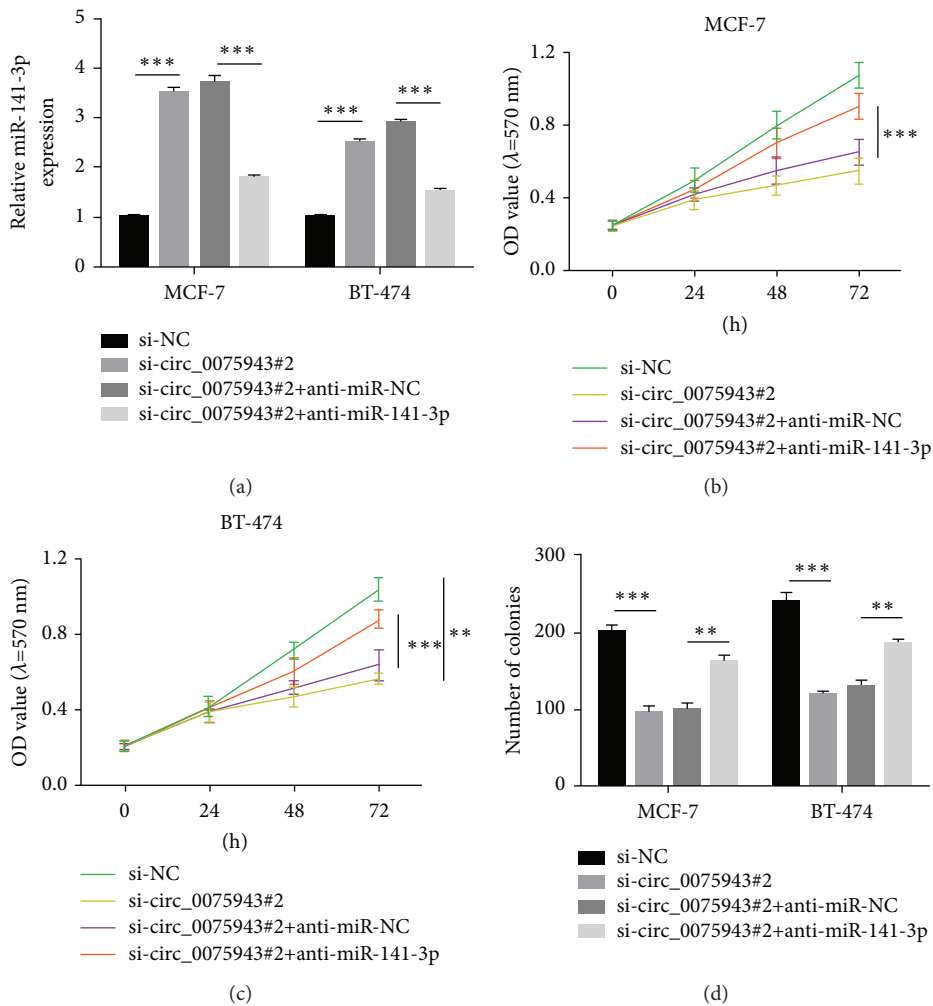 5
4
3
2
1
0
Relative miR-141-3p
expression
***
***
***
***
MCF-7
BT-474
si-NC
si-circ_0075943#2
si-circ_0075943#2+anti-miR-NC
si-circ_0075943#2+anti-miR-141-3p
(a)
MCF-7
1.2
0.8
0.4
0.0
OD value (λ=570 nm)
***
0 24 48 72
(h)
si-NC
si-circ_0075943#2
si-circ_0075943#2+anti-miR-NC
si-circ_0075943#2+anti-miR-141-3p
(b)
BT-474
1.2
0.8
0.4
0.0
OD value (λ=570 nm)
*** **
0 24 48 72
(h)
si-NC
si-circ_0075943#2
si-circ_0075943#2+anti-miR-NC
si-circ_0075943#2+anti-miR-141-3p
(c)
300
200
100
0
Number of colonies
***
**
***
**
MCF-7
BT-474
si-NC
si-circ_0075943#2
si-circ_0075943#2+anti-miR-NC
si-circ_0075943#2+anti-miR-141-3p
(d)